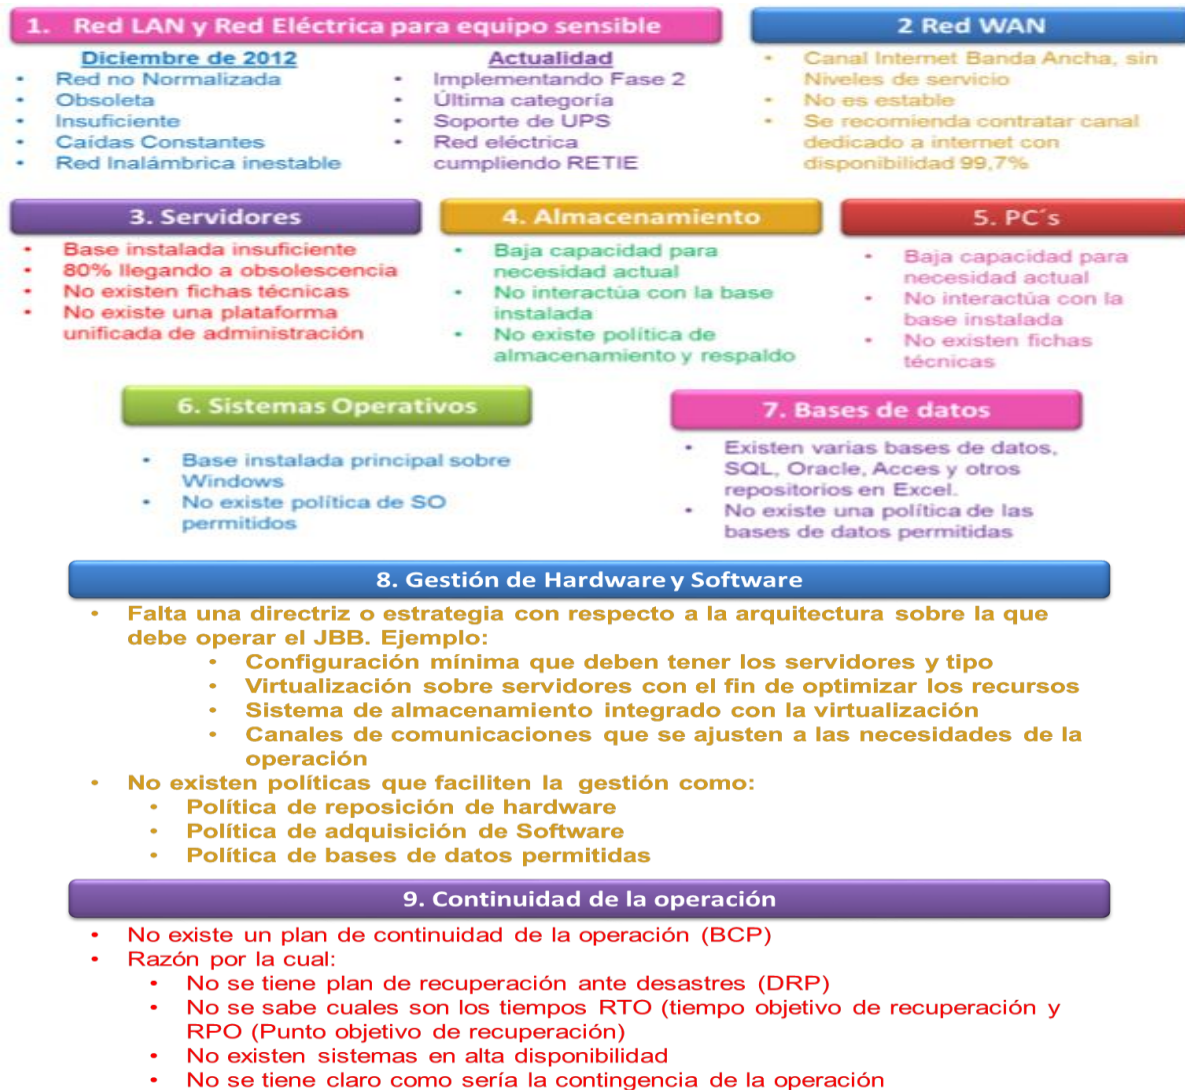 1. Red LAN y Red Eléctrica para equipo sensible
Diciembre de 2012
• Red no Normalizada
• Obsoleta
• Insuficiente
• Caídas Constantes
• Red Inalámbrica inestable
Actualidad
• Implementando Fase 2
• Última categoría
• Soporte de UPS
• Red eléctrica
cumpliendo RETIE
2 Red WAN
• Canal Internet Banda Ancha, sin
Niveles de servicio
• No es estable
• Se recomienda contratar canal
dedicado a internet con
disponibilidad 99,7%
3. Servidores
• Base instalada insuficiente
• 80% llegando a obsolescencia
• No existen fichas técnicas
• No existe una plataforma
unificada de administración
4. Almacenamiento
• Baja capacidad para
necesidad actual
• No interactúa con la base
instalada
• No existe política de
almacenamiento y respaldo
5. PC´s
• Baja capacidad para
necesidad actual
• No interactúa con la
base instalada
• No existen fichas
técnicas
6. Sistemas Operativos
• Base instalada principal sobre
Windows
• No existe política de SO
permitidos
7. Bases de datos
• Existen varias bases de datos,
SQL, Oracle, Acces y otros
repositorios en Excel.
• No existe una política de las
bases de datos permitidas
8. Gestión de Hardware y Software
• Falta una directriz o estrategia con respecto a la arquitectura sobre la que
debe operar el JBB. Ejemplo:
• Configuración mínima que deben tener los servidores y tipo
• Virtualización sobre servidores con el fin de optimizar los recursos
• Sistema de almacenamiento integrado con la virtualización
• Canales de comunicaciones que se ajusten a las necesidades de la
operación
• No existen políticas que faciliten la gestión como:
• Política de reposición de hardware
• Política de adquisición de Software
• Política de bases de datos permitidas
9. Continuidad de la operación
• No existe un plan de continuidad de la operación (BCP)
• Razón por la cual:
• No se tiene plan de recuperación ante desastres (DRP)
• No se sabe cuales son los tiempos RTO (tiempo objetivo de recuperación y
RPO (Punto objetivo de recuperación)
• No existen sistemas en alta disponibilidad
• No se tiene claro como sería la contingencia de la operación